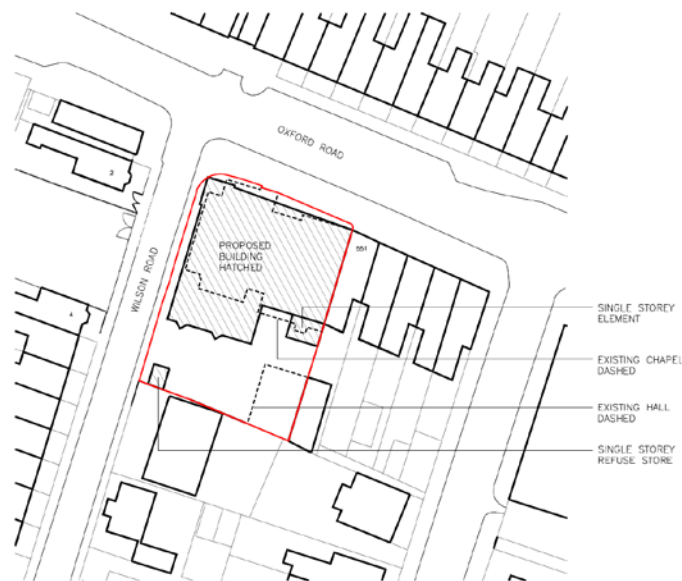 OXFORD ROAD
2
PROPOSED
BUILDING
HATCHED
551
WILSON ROAD
4
SINGLE STOREY
ELEMENT
EXISTING CHAPEL
DASHED
EXISTING HALL
DASHED
SINGLE STOREY
REFUSE STORE